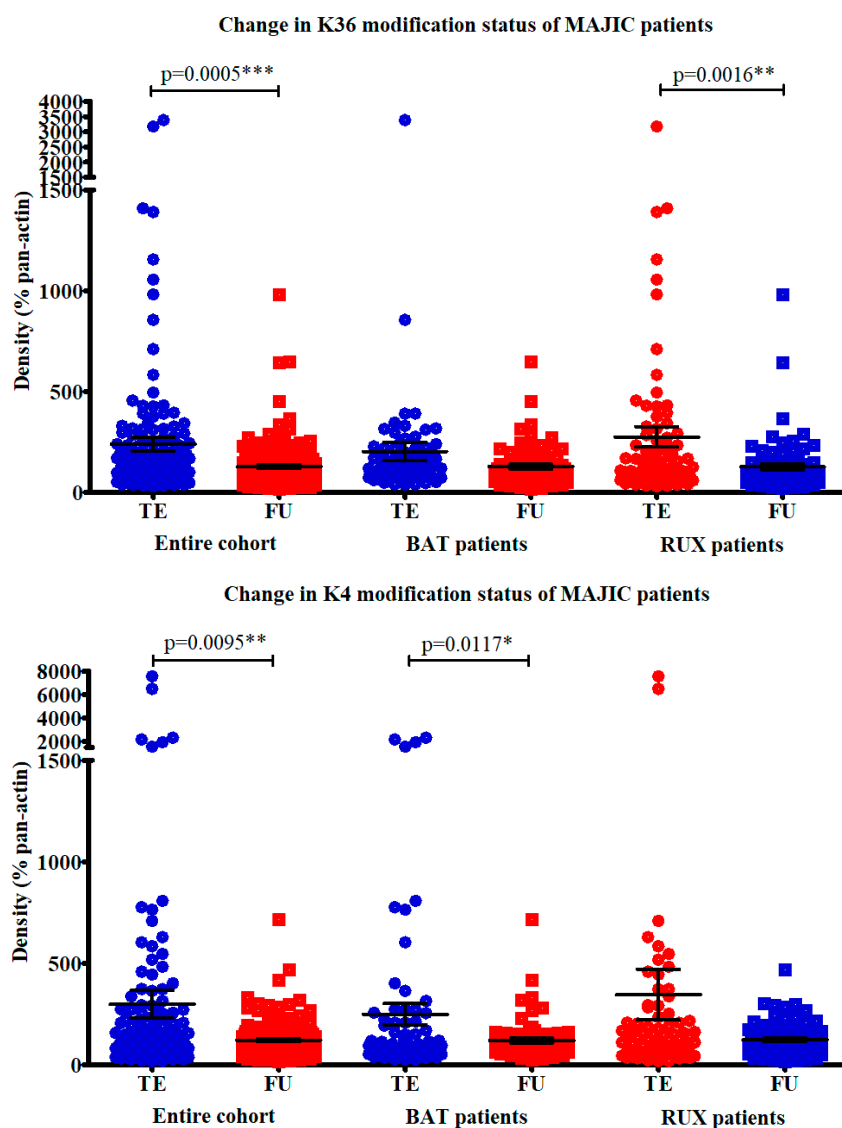 Change in K36 modification status of MAJIC patients
p=0.0005***
p=0.0016**
4000
3500
3000
2500
2000
1500
1500
1000
500
0
Density (% pan-actin)
TE FU TE FU TE FU
Entire cohort BAT patients RUX patients
Change in K4 modification status of MAJIC patients
p=0.0095**
p=0.0117*
8000
6000
4000
2000
1500
1000
500
0
Density (% pan-actin)
TE FU TE FU TE FU
Entire cohort BAT patients RUX patients